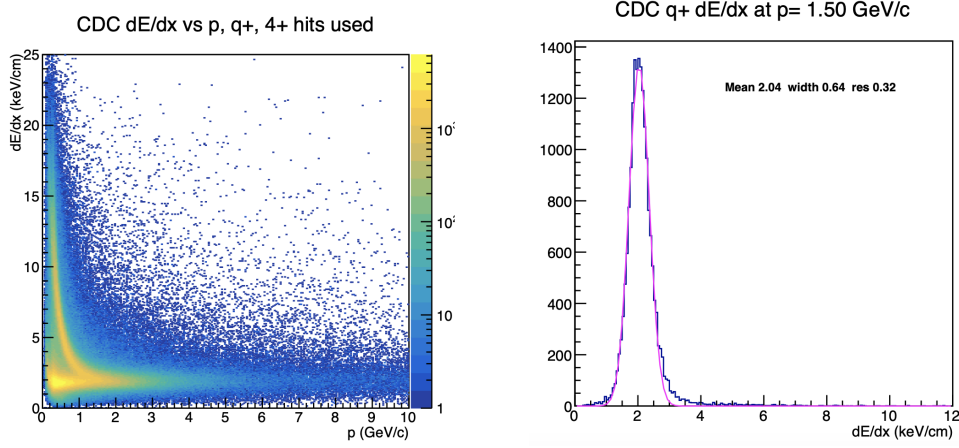 CDC dE/dx vs p, q+, 4+ hits used
dE/dx (keV/cm)
25
20
15
10
5
0
0 1 2 3 4 5 6 7 8 9 10
p (GeV/c)
10
1
CDC q+ dE/dx at p= 1.50 GeV/c
Mean 2.04 width 0.64 res 0.32
1400
1200
1000
800
600
400
200
0
0 2 4 6 8 10 12
dE/dx (keV/cm)